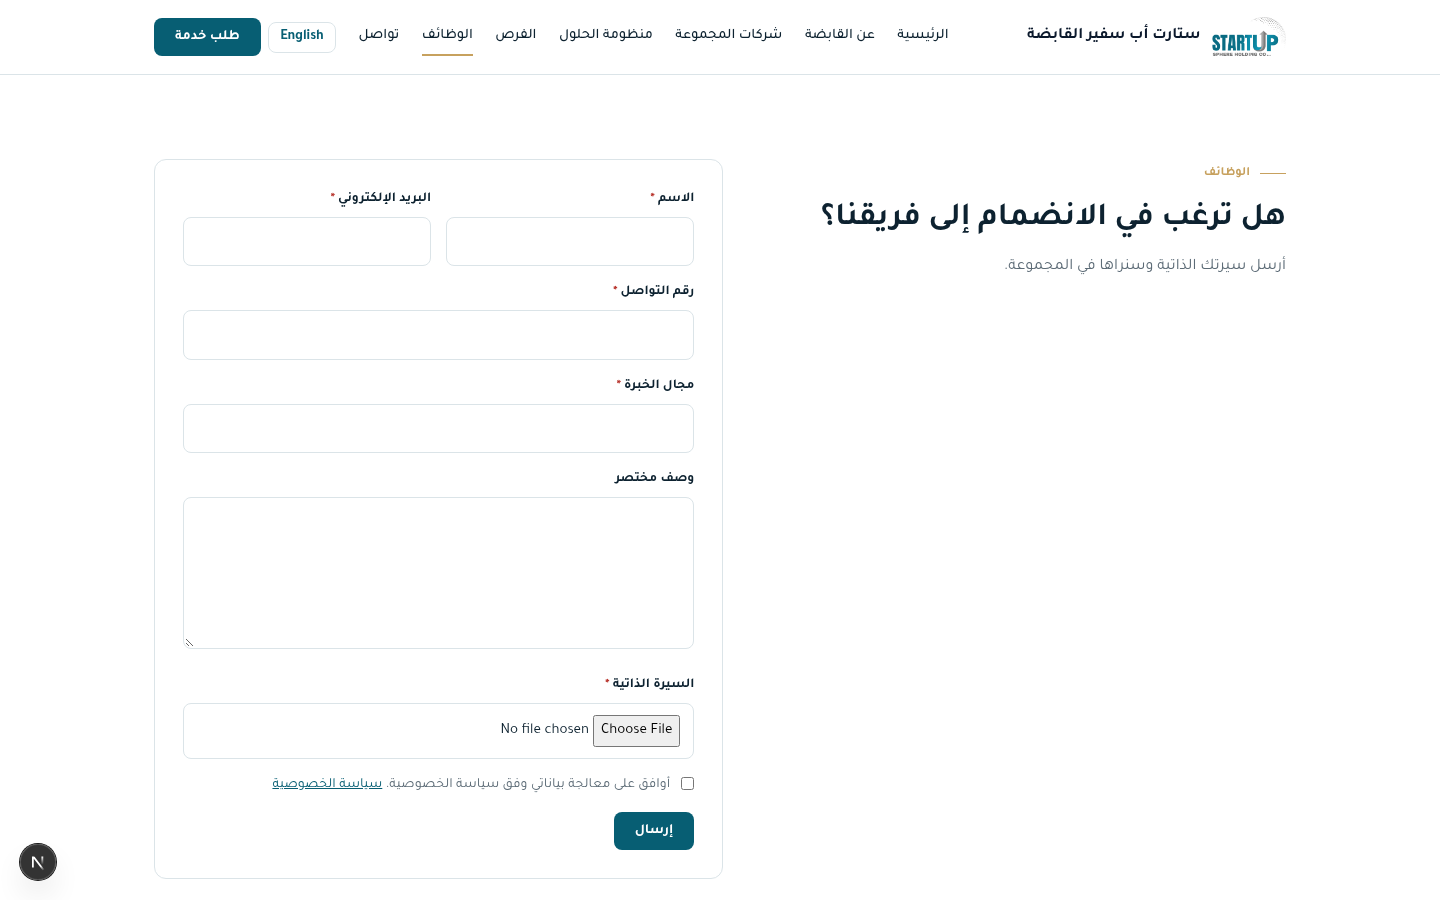 STARTUP
SPHERE HOLDING CO.
ستارت أب سفير القابضة
الرئيسية
عن القابضة
شركات المجموعة
منظومة الحلول
الفرص
الوظائف
تواصل
English
طلب خدمة
الوظائف
هل ترغب في الانضمام إلى فريقنا؟
أرسل سيرتك الذاتية وسنراها في المجموعة.
الاسم *
البريد الإلكتروني *
رقم التواصل *
مجال الخبرة *
وصف مختصر
السيرة الذاتية *
Choose File No file chosen
أوافق على معالجة بياناتي وفق سياسة الخصوصية. سياسة الخصوصية
إرسال
N